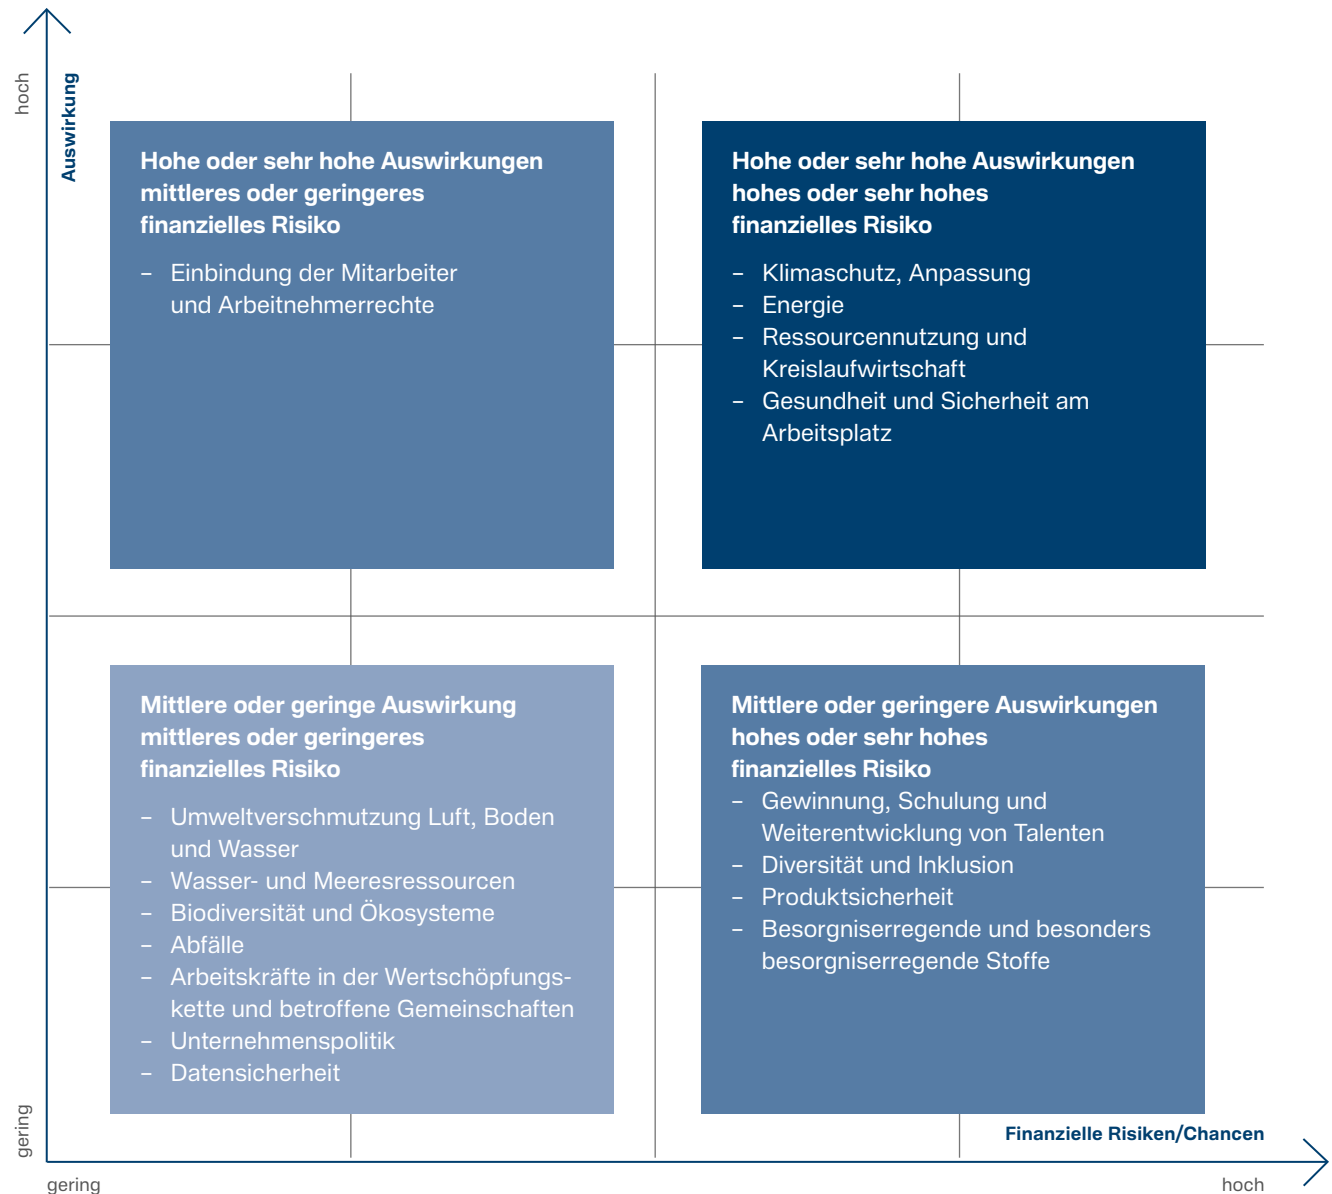 hoch
Auswirkung
Hohe oder sehr hohe Auswirkungen
mittleres oder geringeres
finanzielles Risiko
– Einbindung der Mitarbeiter
und Arbeitnehmerrechte
Hohe oder sehr hohe Auswirkungen
hohes oder sehr hohes
finanzielles Risiko
– Klimaschutz, Anpassung
– Energie
– Ressourcennutzung und
Kreislaufwirtschaft
– Gesundheit und Sicherheit am
Arbeitsplatz
Mittlere oder geringe Auswirkung
mittleres oder geringeres
finanzielles Risiko
– Umweltverschmutzung Luft, Boden
und Wasser
– Wasser- und Meeresressourcen
– Biodiversität und Ökosysteme
– Abfälle
– Arbeitskräfte in der Wertschöpfungs-
kette und betroffene Gemeinschaften
– Unternehmenspolitik
– Datensicherheit
Mittlere oder geringere Auswirkungen
hohes oder sehr hohes
finanzielles Risiko
– Gewinnung, Schulung und
Weiterentwicklung von Talenten
– Diversität und Inklusion
– Produktsicherheit
– Besorgniserregende und besonders
besorgniserregende Stoffe
gering
Finanzielle Risiken/Chancen
gering
hoch